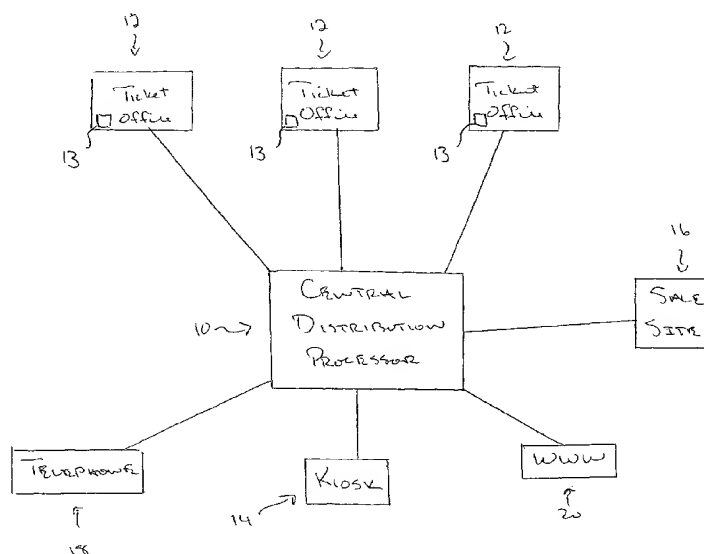 12
12
12
Ticket
Office
Ticket
Office
Ticket
Office
13
13
13
16
Central
Distribution
Processor
Sale
Site
10
Telephone
Kiosk
WWW
14
20
18